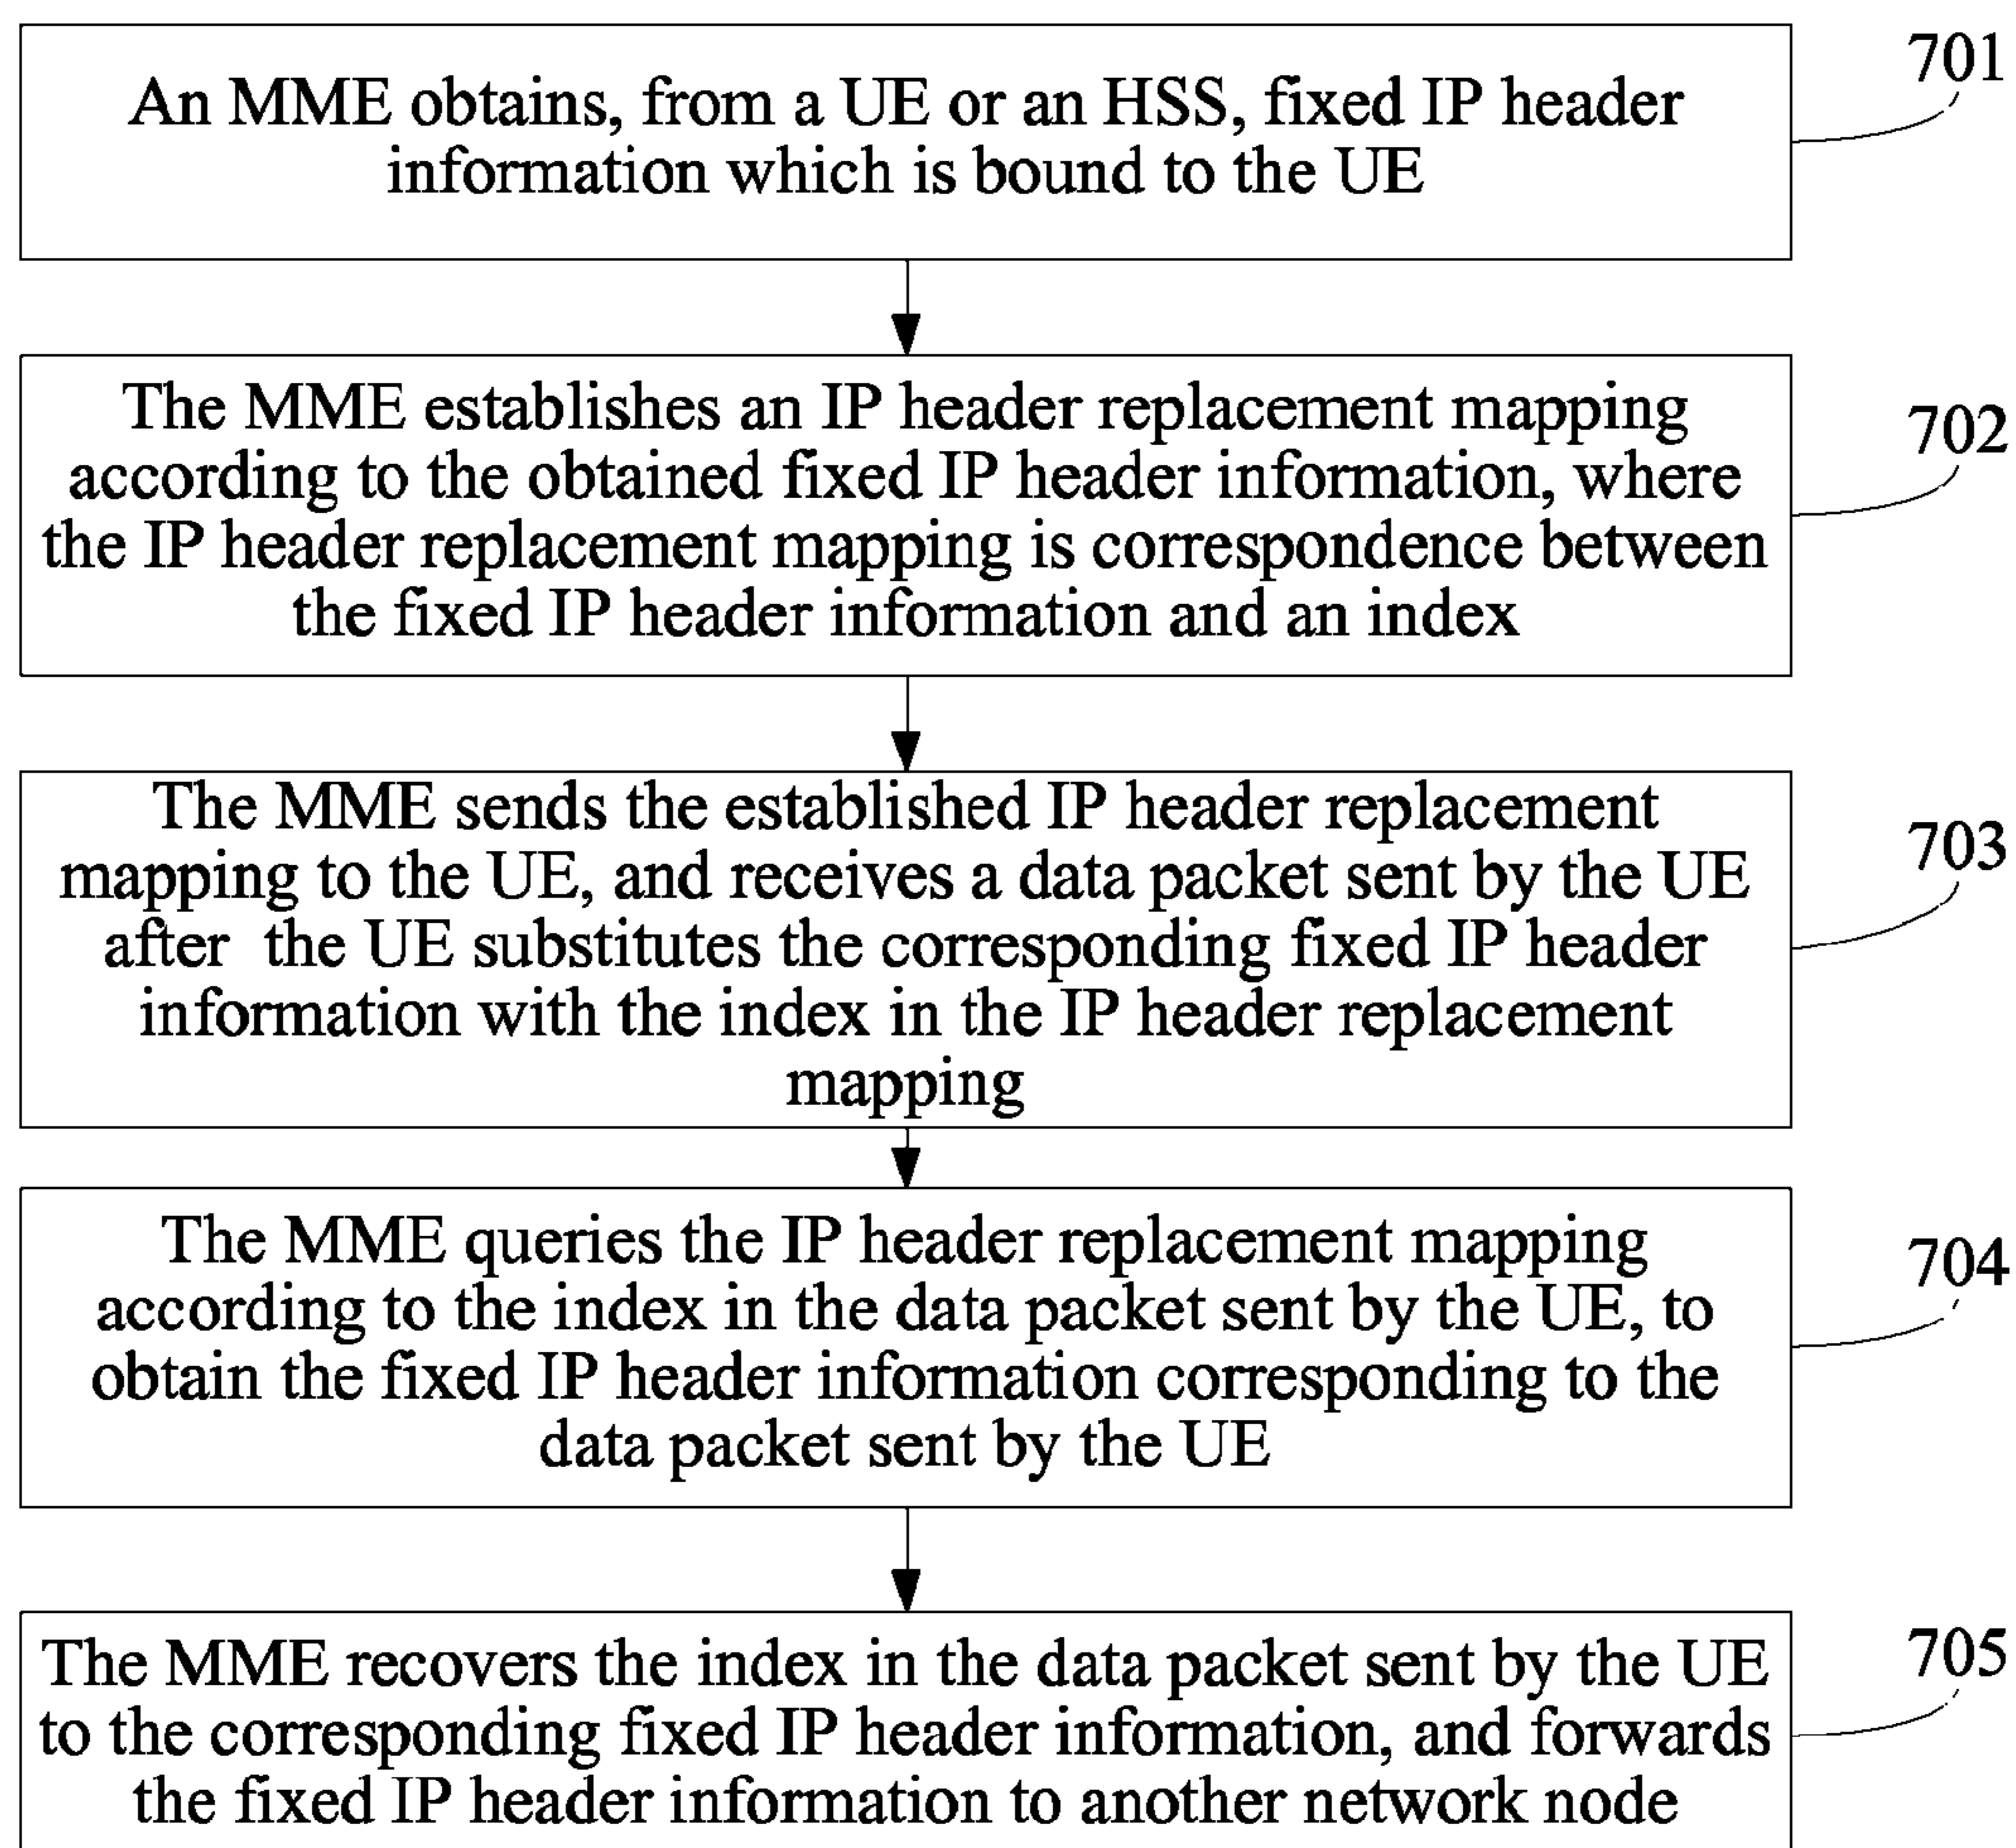 An MME obtains, from a UE or an HSS, fixed IP header
information which is bound to the UE
701
The MME establishes an IP header replacement mapping
according to the obtained fixed IP header information, where
the IP header replacement mapping is correspondence between
the fixed IP header information and an index
702
The MME sends the established IP header replacement
mapping to the UE, and receives a data packet sent by the UE
after the UE substitutes the corresponding fixed IP header
information with the index in the IP header replacement
mapping
703
The MME queries the IP header replacement mapping
according to the index in the data packet sent by the UE, to
obtain the fixed IP header information corresponding to the
data packet sent by the UE
704
The MME recovers the index in the data packet sent by the UE
to the corresponding fixed IP header information, and forwards
the fixed IP header information to another network node
705